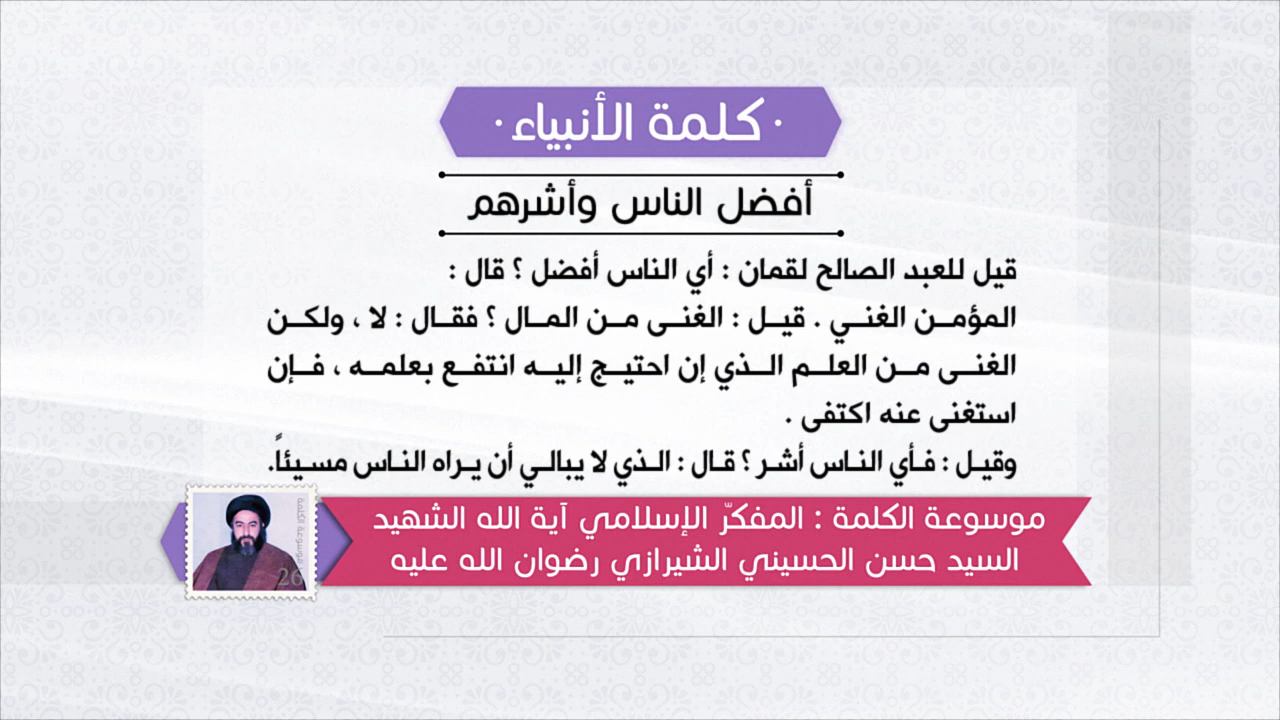 · كلمة الأنبياء ·
أفضل الناس وأشرهم
قيل للعبد الصالح لقمان : أي الناس أفضل ؟ قال :
المؤمن الغني . قيل : الغنى من المال ؟ فقال : لا ، ولكن
الغنى من العلم الذي إن احتيج إليه انتفع بعلمه ، فإن
استغنى عنه اكتفى .
وقيل : فأي الناس أشر ؟ قال : الذي لا يبالي أن يراه الناس مسيئاً.
موسوعة الكلمة : المفكرّ الإسلامي آية الله الشهيد
السيد حسن الحسيني الشيرازي رضوان الله عليه
موسوعة الكلمة
26